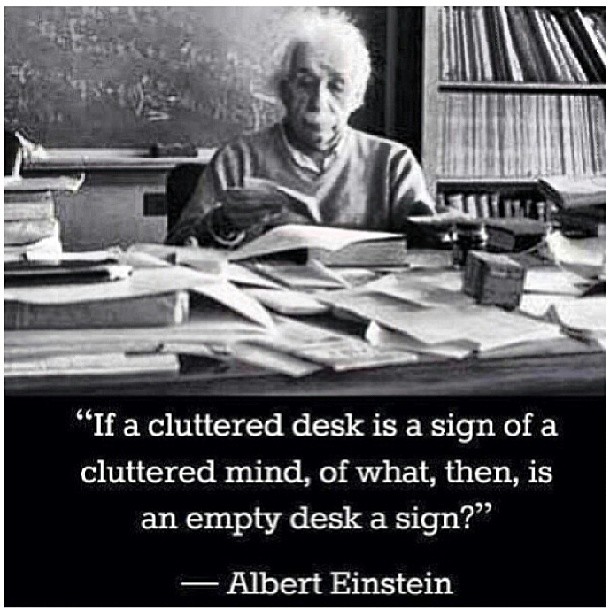 “If a cluttered desk is a sign of a
cluttered mind, of what, then, is
an empty desk a sign?”
— Albert Einstein